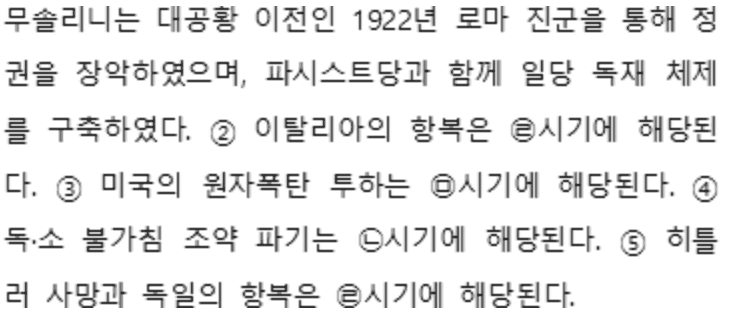 무솔리니는 대공황 이전인 1922년 로마 진군을 통해 정
권을 장악하였으며, 파시스트당과 함께 일당 독재 체제
를 구축하였다. ② 이탈리아의 항복은 ㉣시기에 해당된
다. ③ 미국의 원자폭탄 투하는 ㉤시기에 해당된다. ④
독·소 불가침 조약 파기는 ㉡시기에 해당된다. ⑤ 히틀
러 사망과 독일의 항복은 ㉣시기에 해당된다.